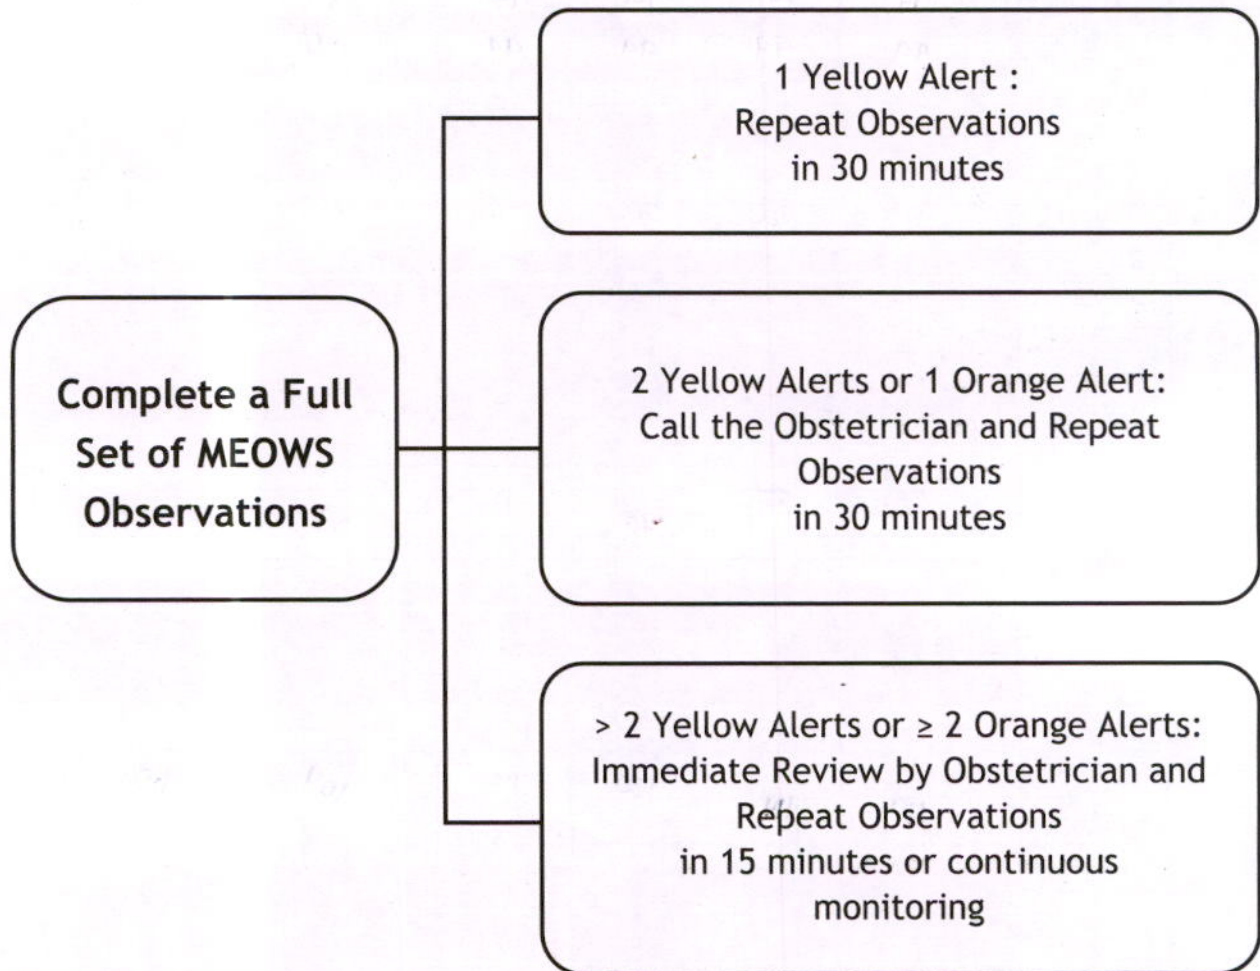 1 Yellow Alert :
Repeat Observations
in 30 minutes
Complete a Full
Set of MEOWS
Observations
2 Yellow Alerts or 1 Orange Alert:
Call the Obstetrician and Repeat
Observations
in 30 minutes
> 2 Yellow Alerts or ≥ 2 Orange Alerts:
Immediate Review by Obstetrician and
Repeat Observations
in 15 minutes or continuous
monitoring